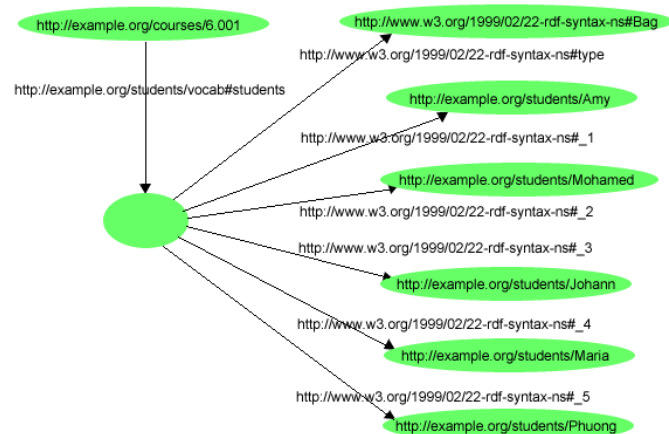 http://example.org/courses/6.001
http://www.w3.org/1999/02/22-rdf-syntax-ns#Bag
http://www.w3.org/1999/02/22-rdf-syntax-ns#type
http://example.org/students/vocab#students
http://example.org/students/Amy
http://www.w3.org/1999/02/22-rdf-syntax-ns#_1
http://example.org/students/Mohamed
http://www.w3.org/1999/02/22-rdf-syntax-ns#_2
http://www.w3.org/1999/02/22-rdf-syntax-ns#_3
http://example.org/students/Johann
http://www.w3.org/1999/02/22-rdf-syntax-ns#_4
http://example.org/students/Maria
http://www.w3.org/1999/02/22-rdf-syntax-ns#_5
http://example.org/students/Phuong